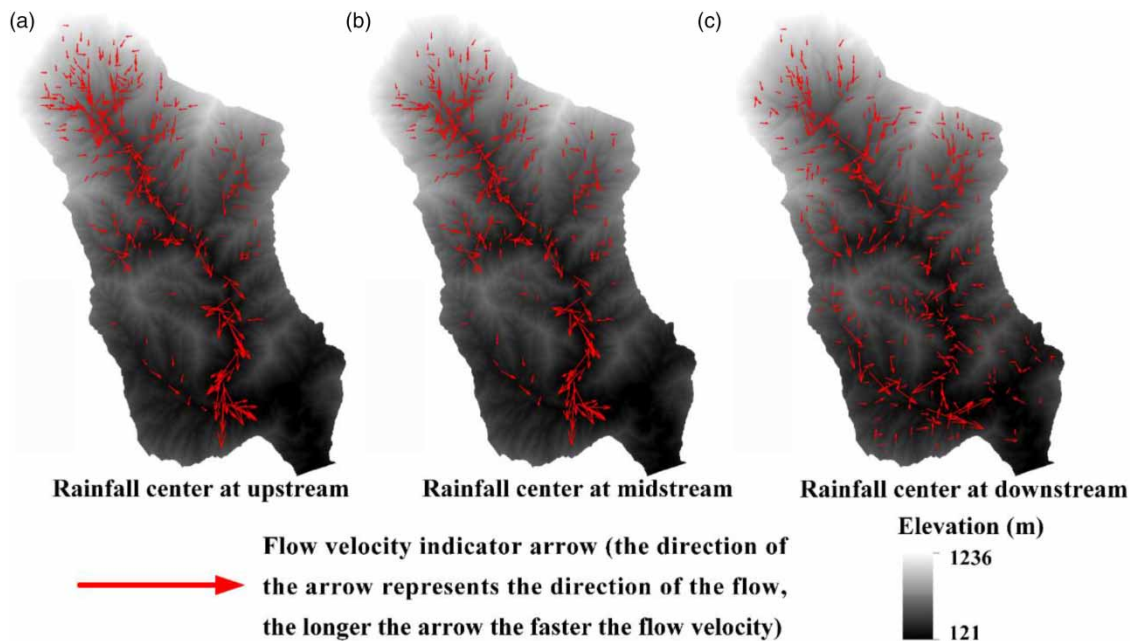 (a)
(b)
(c)
Rainfall center at upstream
Rainfall center at midstream
Rainfall center at downstream
Flow velocity indicator arrow (the direction of
the arrow represents the direction of the flow,
the longer the arrow the faster the flow velocity)
Elevation (m)
1236
121